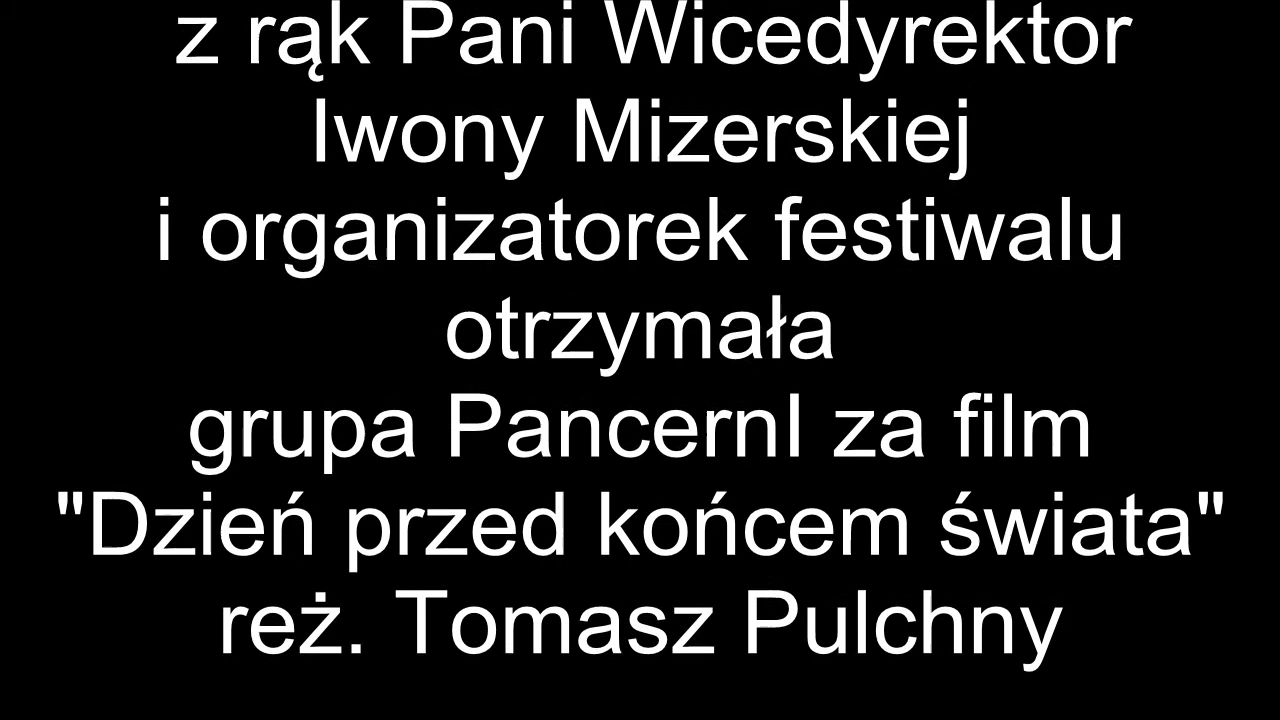 z rąk Pani Wicedyrektor
Iwony Mizerskiej
i organizatorek festiwalu
otrzymała
grupa PancernI za film
"Dzień przed końcem świata"
reż. Tomasz Pulchny